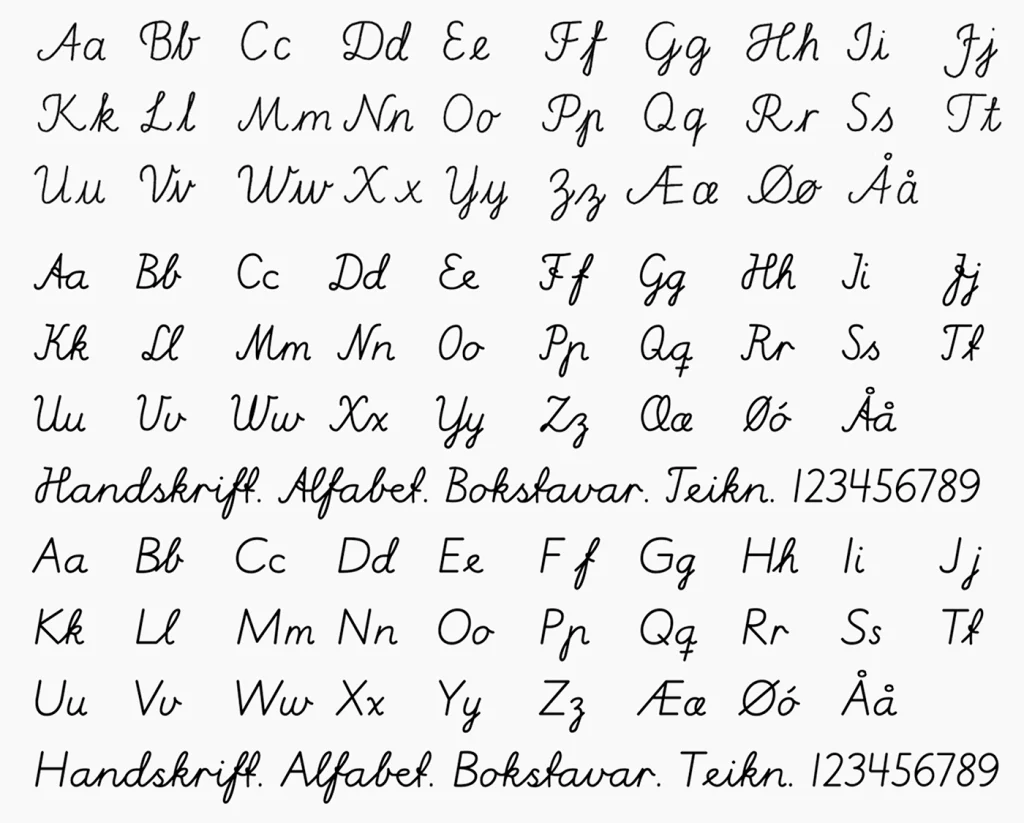 Aa Bb Cc Dd Ee Ff Gg Hh Ii Jj
Kk Ll Mm Nn Oo Pp Qq Rr Ss Tt
Uu Vv Ww Xx Yy Zz Ææ Øø Åå
Aa Bb Cc Dd Ee Ff Gg Hh Ii Jj
Kk Ll Mm Nn Oo Pp Qq Rr Ss Tt
Uu Vv Ww Xx Yy Zz Ææ Øó Åå
Handskrift. Alfabet. Bokstavar. Teikn. 123456789
Aa Bb Cc Dd Ee Ff Gg Hh Ii Jj
Kk Ll Mm Nn Oo Pp Qq Rr Ss Tt
Uu Vv Ww Xx Yy Zz Ææ Øó Åå
Handskrift. Alfabet. Bokstavar. Teikn. 123456789